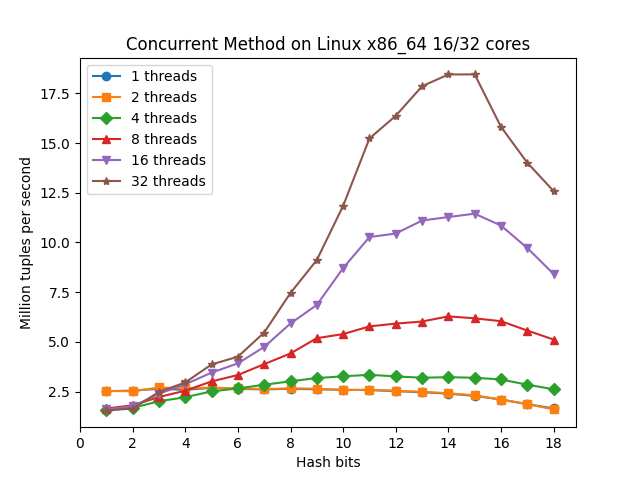 Concurrent Method on Linux x86_64 16/32 cores
1 threads
2 threads
4 threads
8 threads
16 threads
32 threads
17.5
15.0
12.5
10.0
7.5
5.0
2.5
Million tuples per second
0 2 4 6 8 10 12 14 16 18
Hash bits